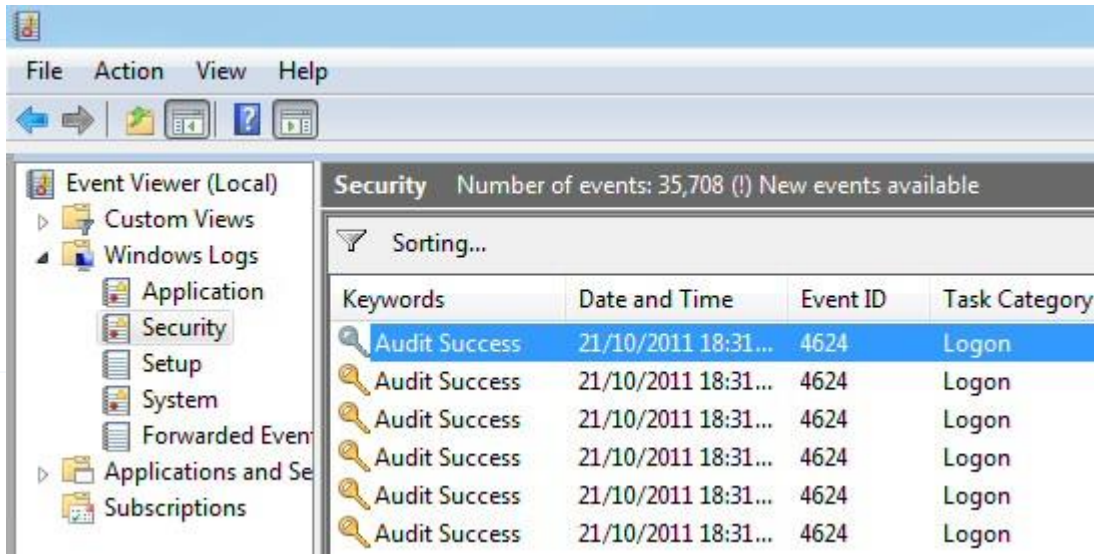 File Action View Help
Event Viewer (Local)
Custom Views
Windows Logs
Application
Security
Setup
System
Forwarded Even
Applications and Se
Subscriptions
Security Number of events: 35,708 (!) New events available
Sorting...
Keywords Date and Time Event ID Task Category
Audit Success 21/10/2011 18:31... 4624 Logon
Audit Success 21/10/2011 18:31... 4624 Logon
Audit Success 21/10/2011 18:31... 4624 Logon
Audit Success 21/10/2011 18:31... 4624 Logon
Audit Success 21/10/2011 18:31... 4624 Logon
Audit Success 21/10/2011 18:31... 4624 Logon